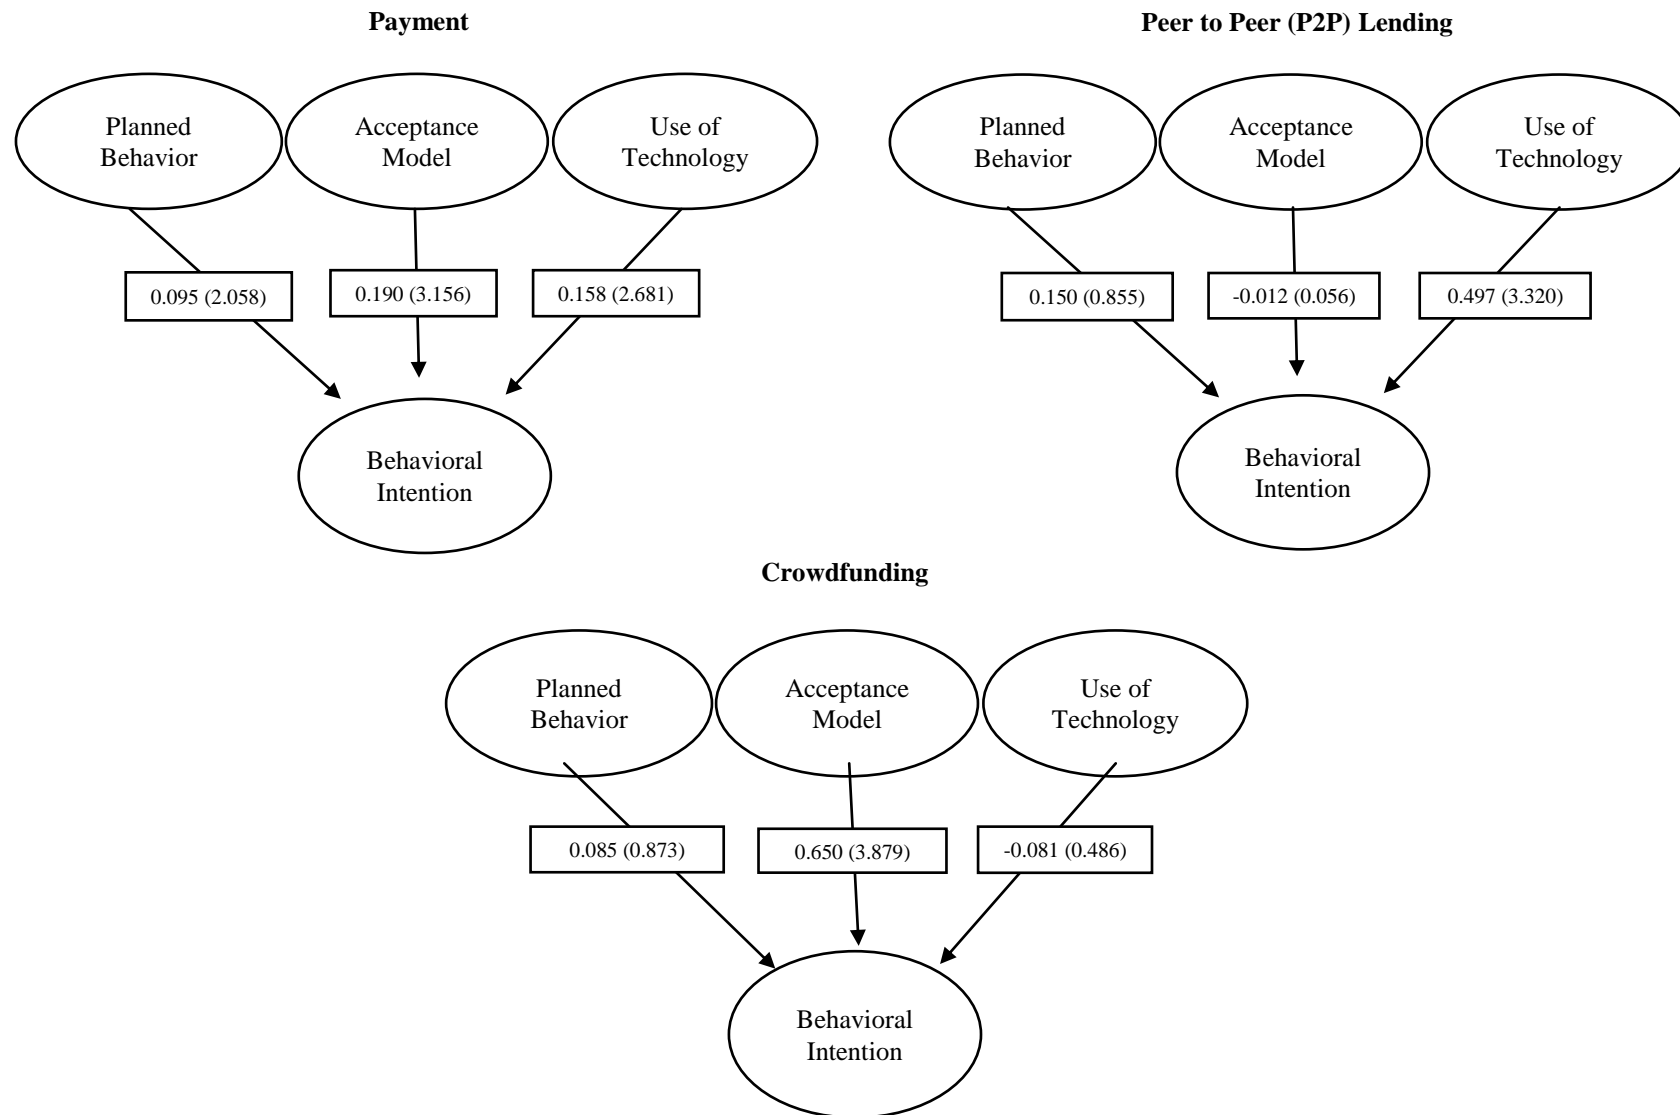 Payment
Planned
Behavior
Acceptance
Model
Use of
Technology
0.095 (2.058)
0.190 (3.156)
0.158 (2.681)
Behavioral
Intention
Peer to Peer (P2P) Lending
Planned
Behavior
Acceptance
Model
Use of
Technology
0.150 (0.855)
-0.012 (0.056)
0.497 (3.320)
Behavioral
Intention
Crowdfunding
Planned
Behavior
Acceptance
Model
Use of
Technology
0.085 (0.873)
0.650 (3.879)
-0.081 (0.486)
Behavioral
Intention